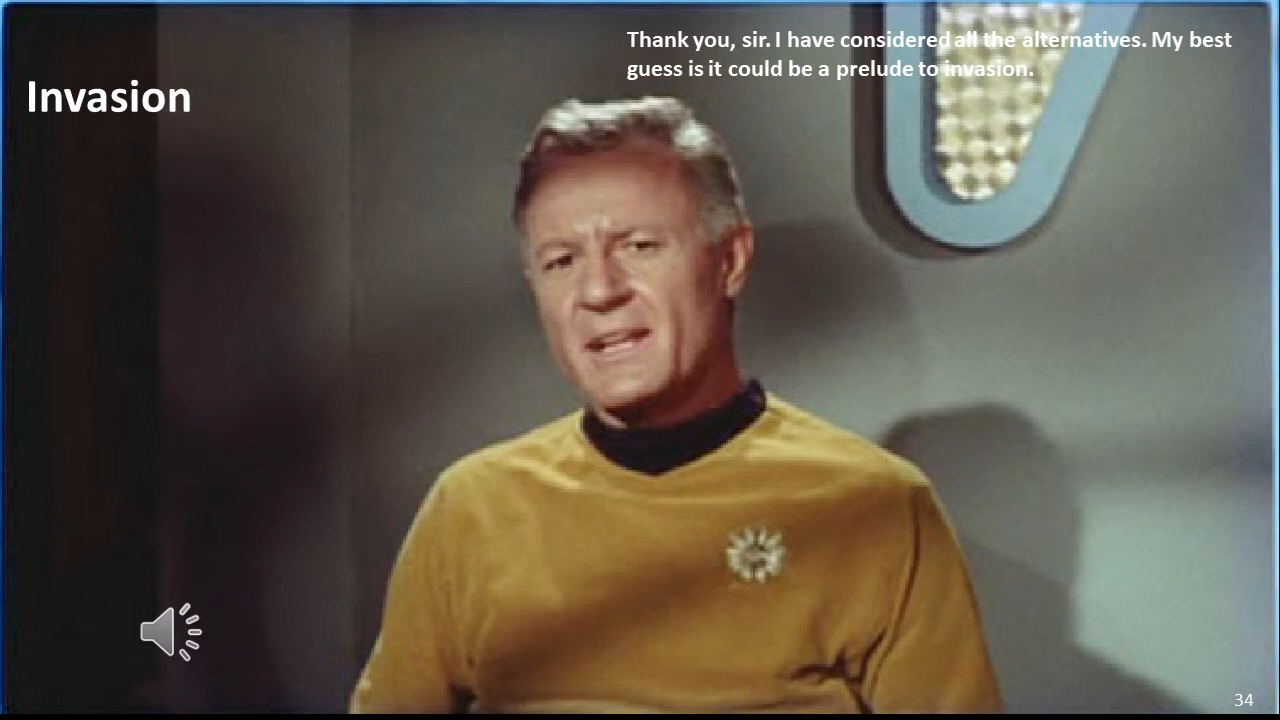 Thank you, sir. I have considered all the alternatives. My best
guess is it could be a prelude to invasion.
Invasion
34